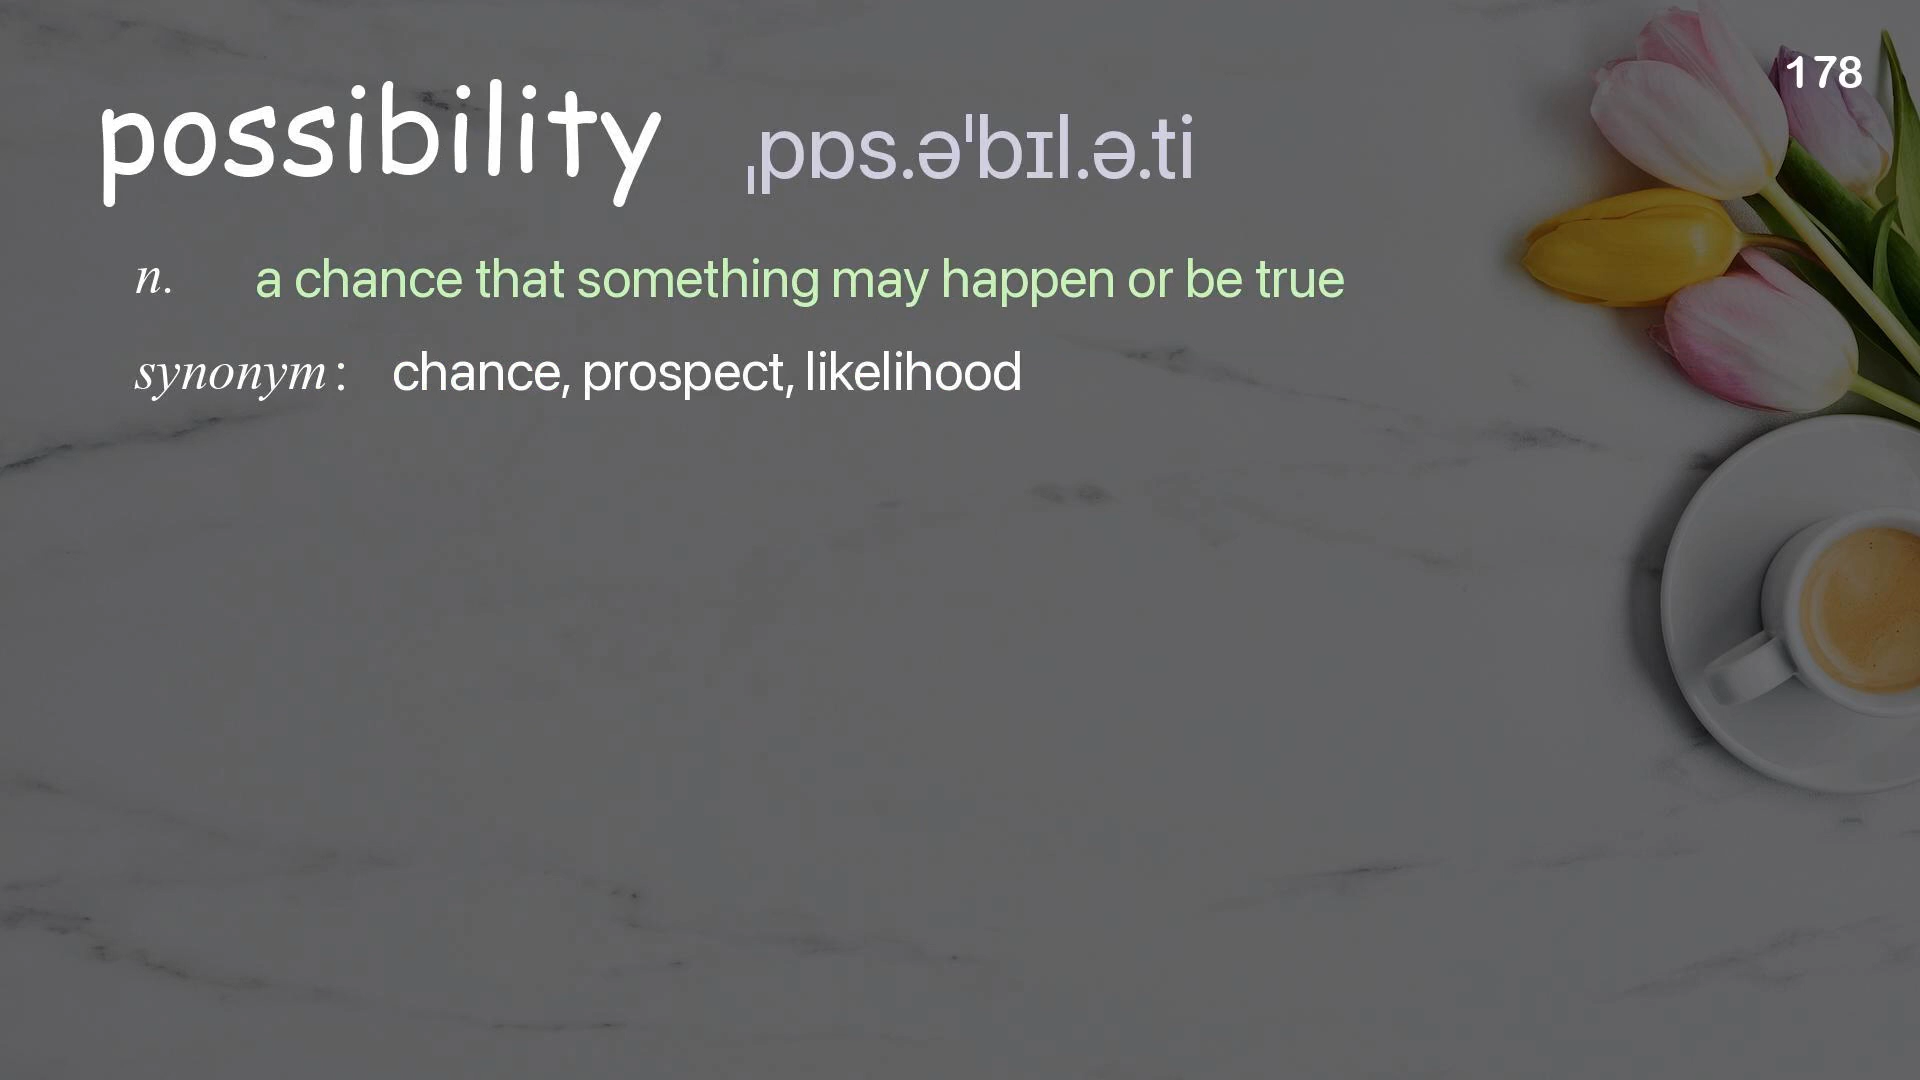 178
possibility ˌpɒs.əˈbɪl.ə.ti
n. a chance that something may happen or be true
synonym: chance, prospect, likelihood